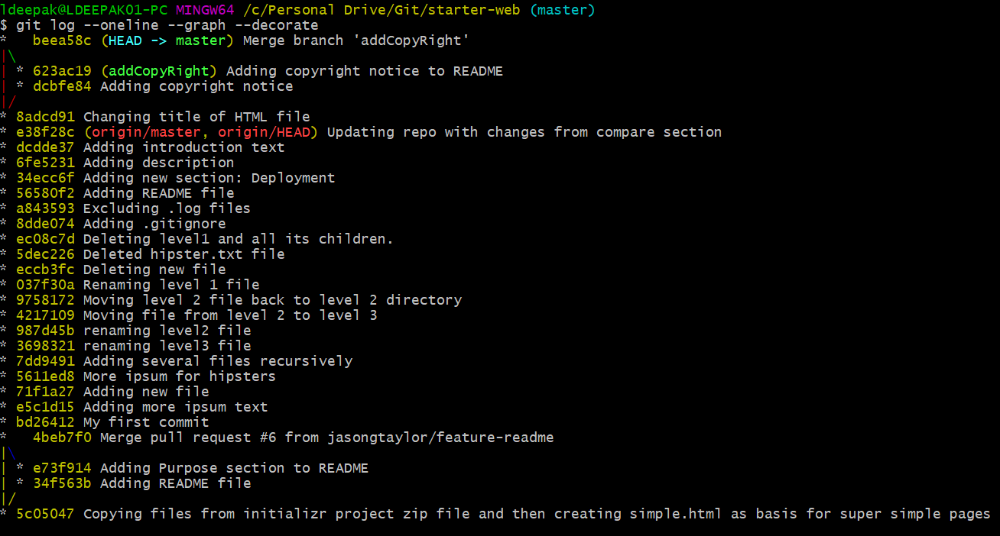 ldeepak@LDEEPAK01-PC MINGW64 /c/Personal Drive/Git/starter-web (master)
$ git log --oneline --graph --decorate
*   beea58c (HEAD -> master) Merge branch 'addCopyRight'
|\
| * 623ac19 (addCopyRight) Adding copyright notice to README
| * dcbfe84 Adding copyright notice
|/
* 8adcd91 Changing title of HTML file
* e38f28c (origin/master, origin/HEAD) Updating repo with changes from compare section
* dcdde37 Adding introduction text
* 6fe5231 Adding description
* 34ecc6f Adding new section: Deployment
* 56580f2 Adding README file
* a843593 Excluding .log files
* 8dde074 Adding .gitignore
* ec08c7d Deleting level1 and all its children.
* 5dec226 Deleted hipster.txt file
* eccb3fc Deleting new file
* 037f30a Renaming level 1 file
* 9758172 Moving level 2 file back to level 2 directory
* 4217109 Moving file from level 2 to level 3
* 987d45b renaming level2 file
* 3698321 renaming level3 file
* 7dd9491 Adding several files recursively
* 5611ed8 More ipsum for hipsters
* 71f1a27 Adding new file
* e5c1d15 Adding more ipsum text
* bd26412 My first commit
*   4beb7f0 Merge pull request #6 from jasongtaylor/feature-readme
|\
| * e73f914 Adding Purpose section to README
| * 34f563b Adding README file
|/
* 5c05047 Copying files from initializr project zip file and then creating simple.html as basis for super simple pages